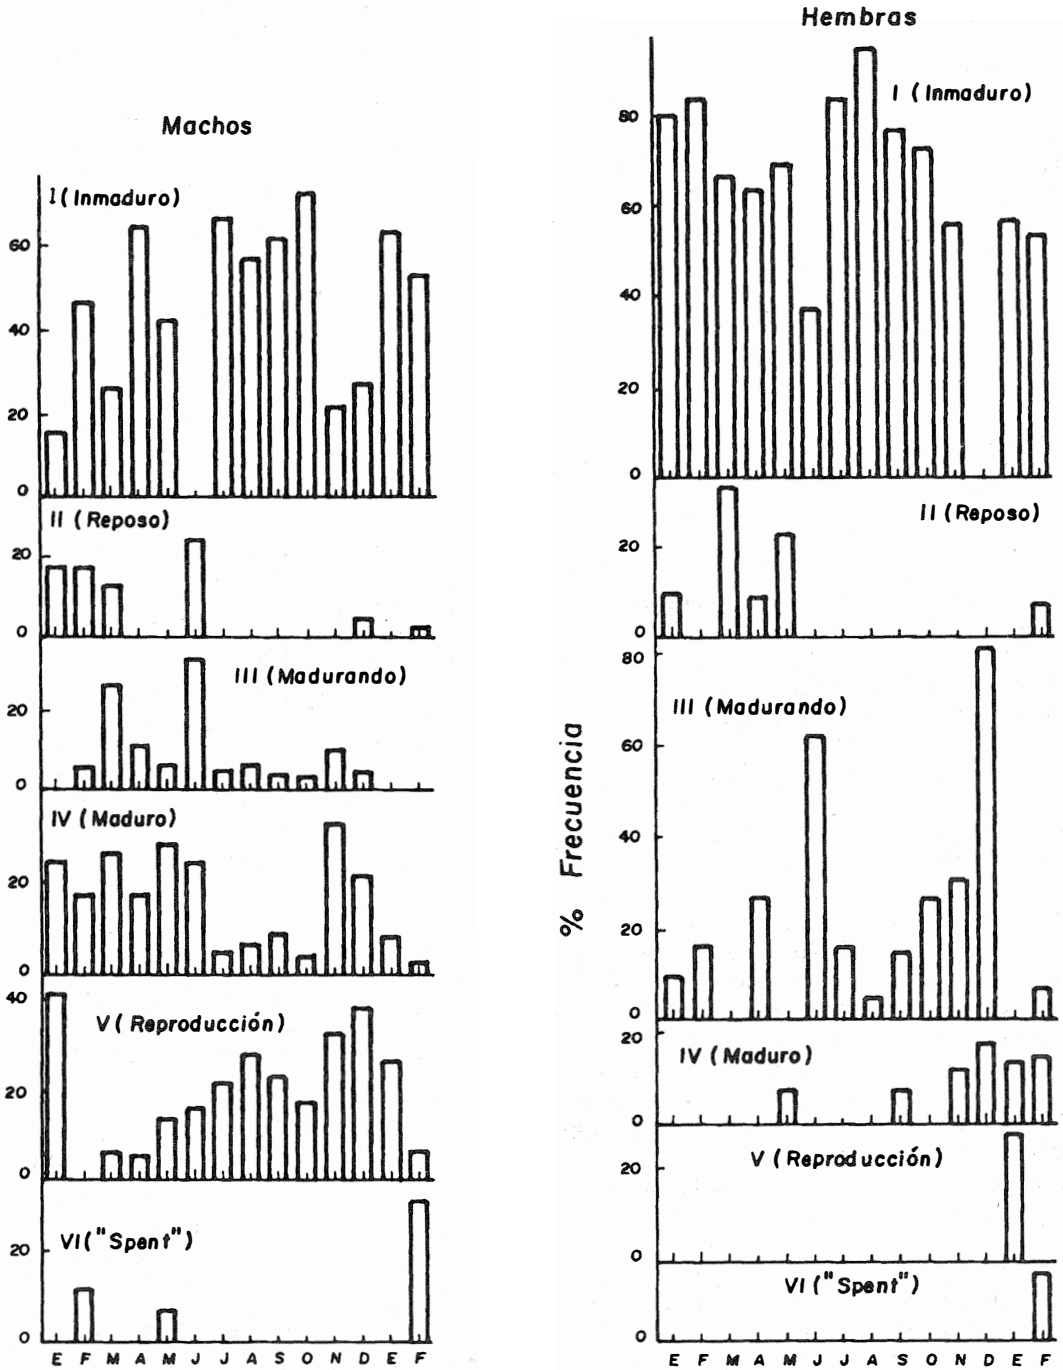 Machos
I (Inmaduro)
60
40
20
0
II (Reposo)
20
0
III (Madurando)
20
0
IV (Maduro)
20
0
40
V (Reproducción)
20
0
VI ("Spent")
20
0
E F M A M J J A S O N D E F
Hembras
I (Inmaduro)
80
60
40
20
0
II (Reposo)
20
0
80
III (Madurando)
60
40
20
0
% Frecuencia
20
IV (Maduro)
0
V (Reproducción)
20
0
VI ("Spent")
0
E F M A M J J A S O N D E F